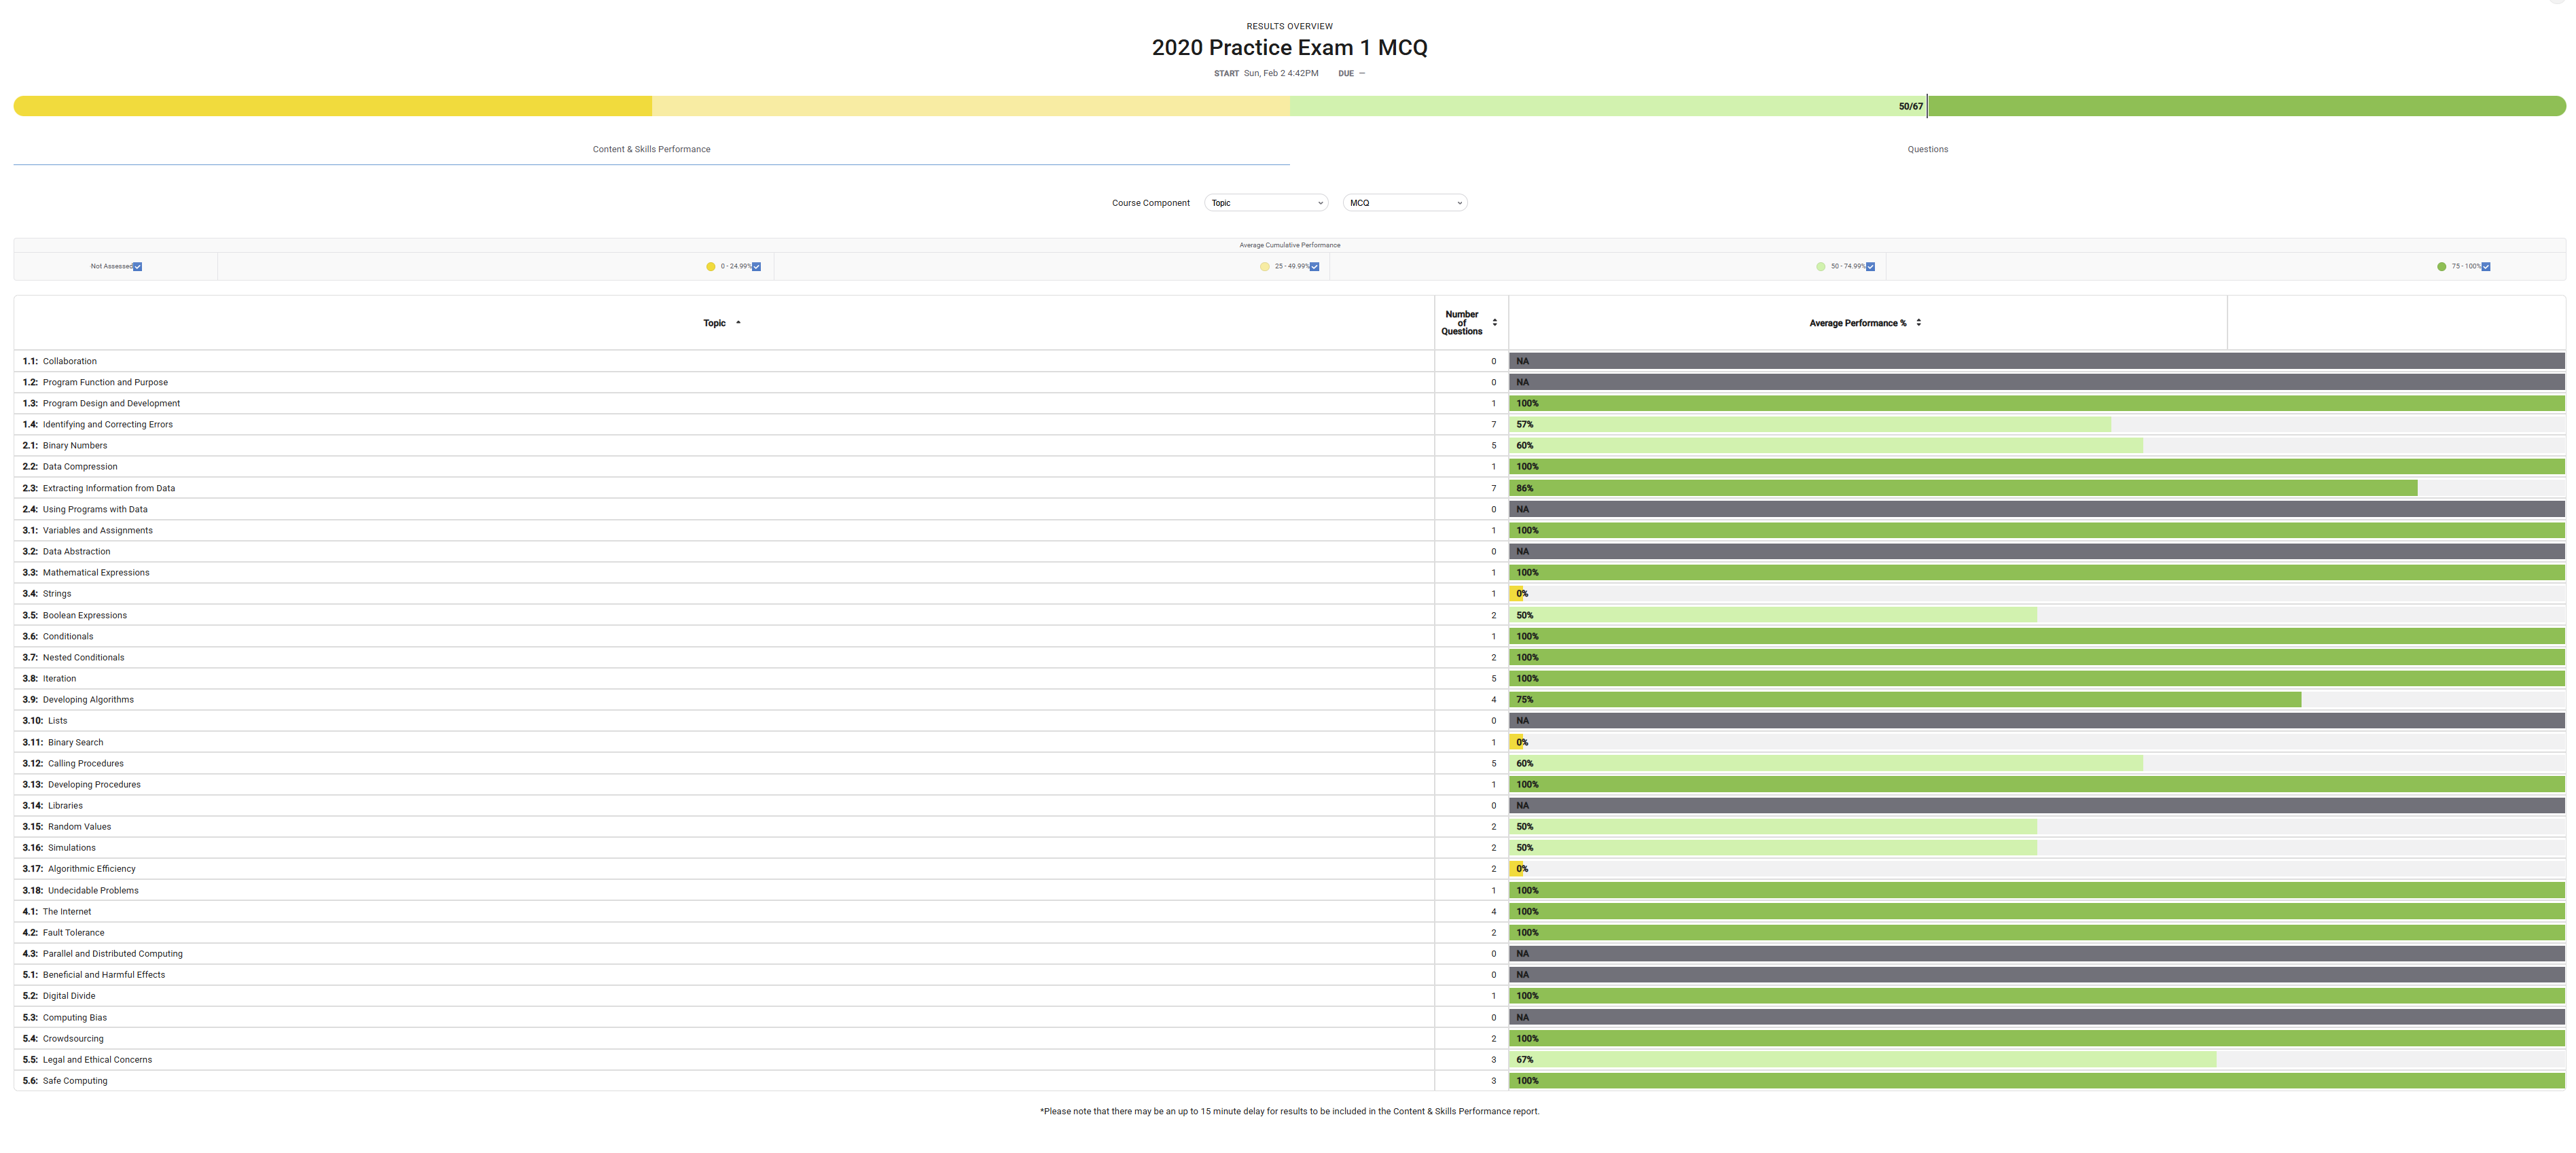 RESULTS OVERVIEW
2020 Practice Exam 1 MCQ
START Sun, Feb 2 4:42PM DUE —
50/67
Content & Skills Performance Questions
Course Component Topic MCQ
Average Cumulative Performance
Not Assessed 0 - 24.99% 25 - 49.99% 50 - 74.99% 75 - 100%
Topic Number of Questions Average Performance %
1.1: Collaboration 0 NA
1.2: Program Function and Purpose 0 NA
1.3: Program Design and Development 1 100%
1.4: Identifying and Correcting Errors 7 57%
2.1: Binary Numbers 5 60%
2.2: Data Compression 1 100%
2.3: Extracting Information from Data 7 86%
2.4: Using Programs with Data 0 NA
3.1: Variables and Assignments 1 100%
3.2: Data Abstraction 0 NA
3.3: Mathematical Expressions 1 100%
3.4: Strings 1 0%
3.5: Boolean Expressions 2 50%
3.6: Conditionals 1 100%
3.7: Nested Conditionals 2 100%
3.8: Iteration 5 100%
3.9: Developing Algorithms 4 75%
3.10: Lists 0 NA
3.11: Binary Search 1 0%
3.12: Calling Procedures 5 60%
3.13: Developing Procedures 1 100%
3.14: Libraries 0 NA
3.15: Random Values 2 50%
3.16: Simulations 2 50%
3.17: Algorithmic Efficiency 2 0%
3.18: Undecidable Problems 1 100%
4.1: The Internet 4 100%
4.2: Fault Tolerance 2 100%
4.3: Parallel and Distributed Computing 0 NA
5.1: Beneficial and Harmful Effects 0 NA
5.2: Digital Divide 1 100%
5.3: Computing Bias 0 NA
5.4: Crowdsourcing 2 100%
5.5: Legal and Ethical Concerns 3 67%
5.6: Safe Computing 3 100%
*Please note that there may be an up to 15 minute delay for results to be included in the Content & Skills Performance report.